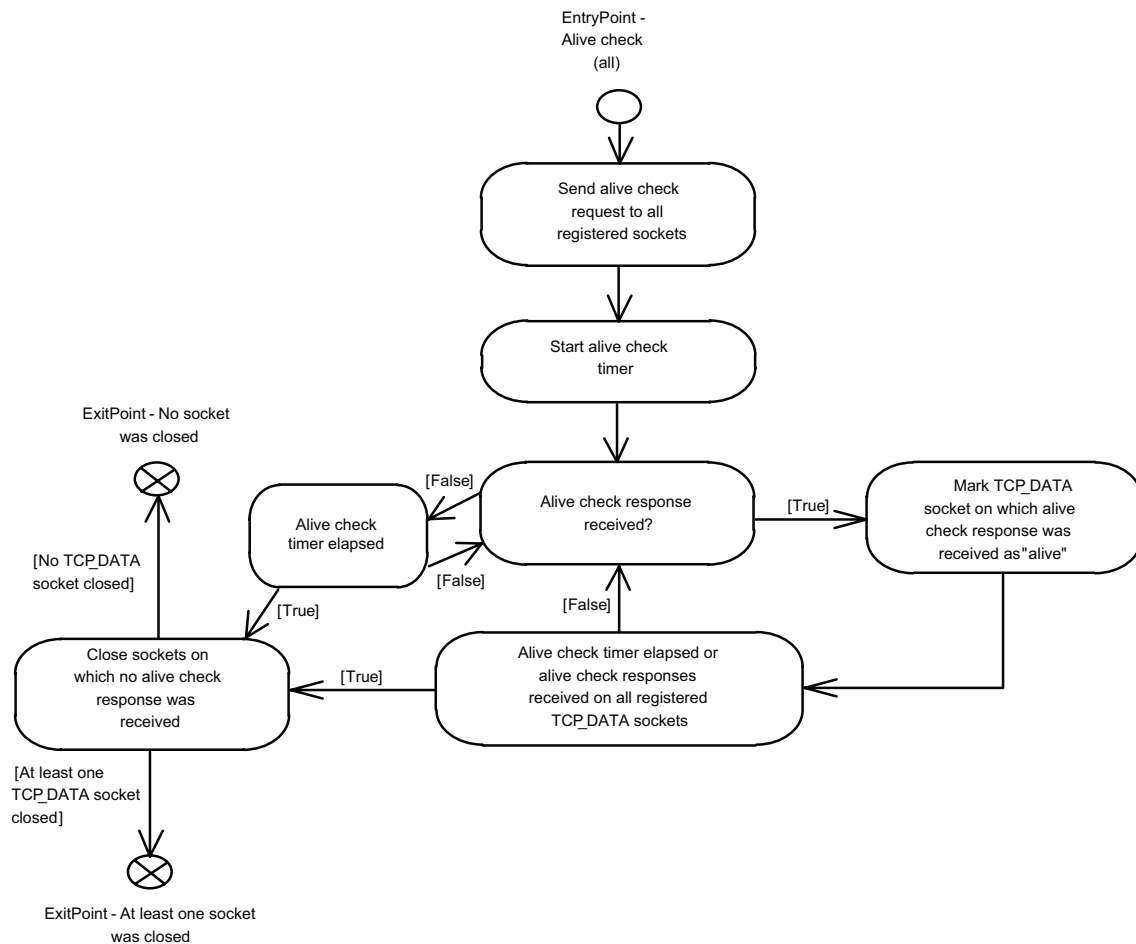 EntryPoint -
Alive check
(all)
Send alive check
request to all
registered sockets
Start alive check
timer
ExitPoint - No socket
was closed
[False]
Alive check response
received?
[True]
Mark TCP_DATA
socket on which alive
check response was
received as "alive"
Alive check
timer elapsed
[No TCP_DATA
socket closed]
[False]
[True]
[False]
Close sockets on
which no alive check
response was
received
[True]
Alive check timer elapsed or
alive check responses
received on all registered
TCP_DATA sockets
[At least one
TCP_DATA socket
closed]
ExitPoint - At least one socket
was closed